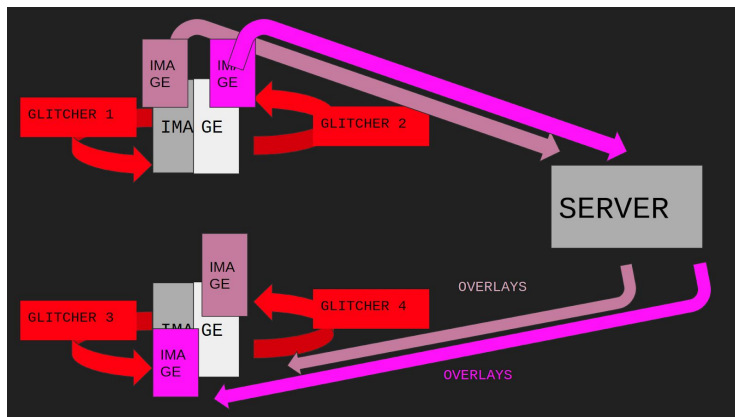 IMA
GE
IMA
GE
GLITCHER 1
IMA GE
GLITCHER 2
SERVER
IMA
GE
OVERLAYS
GLITCHER 3
IMA GE
GLITCHER 4
IMA
GE
OVERLAYS